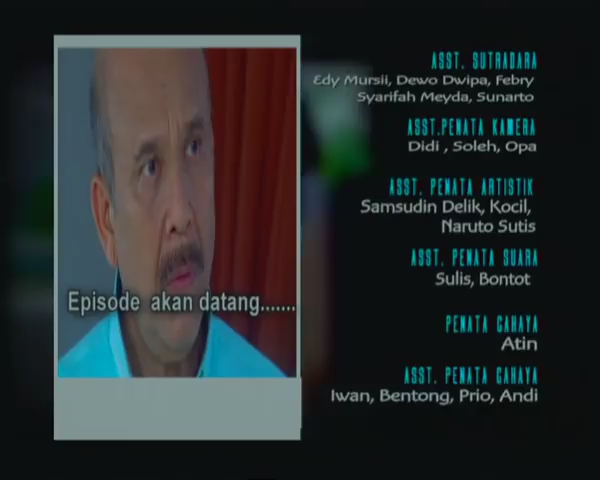 ASST. SUTRADARA
Edy Mursii, Dewo Dwipa, Febry
Syarifah Meyda, Sunarto
ASST.PENATA KAMERA
Didi , Soleh, Opa
ASST. PENATA ARTISTIK
Samsudin Delik, Kocil,
Naruto Sutis
ASST. PENATA SUARA
Sulis, Bontot
PENATA CAHAYA
Atin
ASST. PENATA CAHAYA
Iwan, Bentong, Prio, Andi
Episode akan datang.......